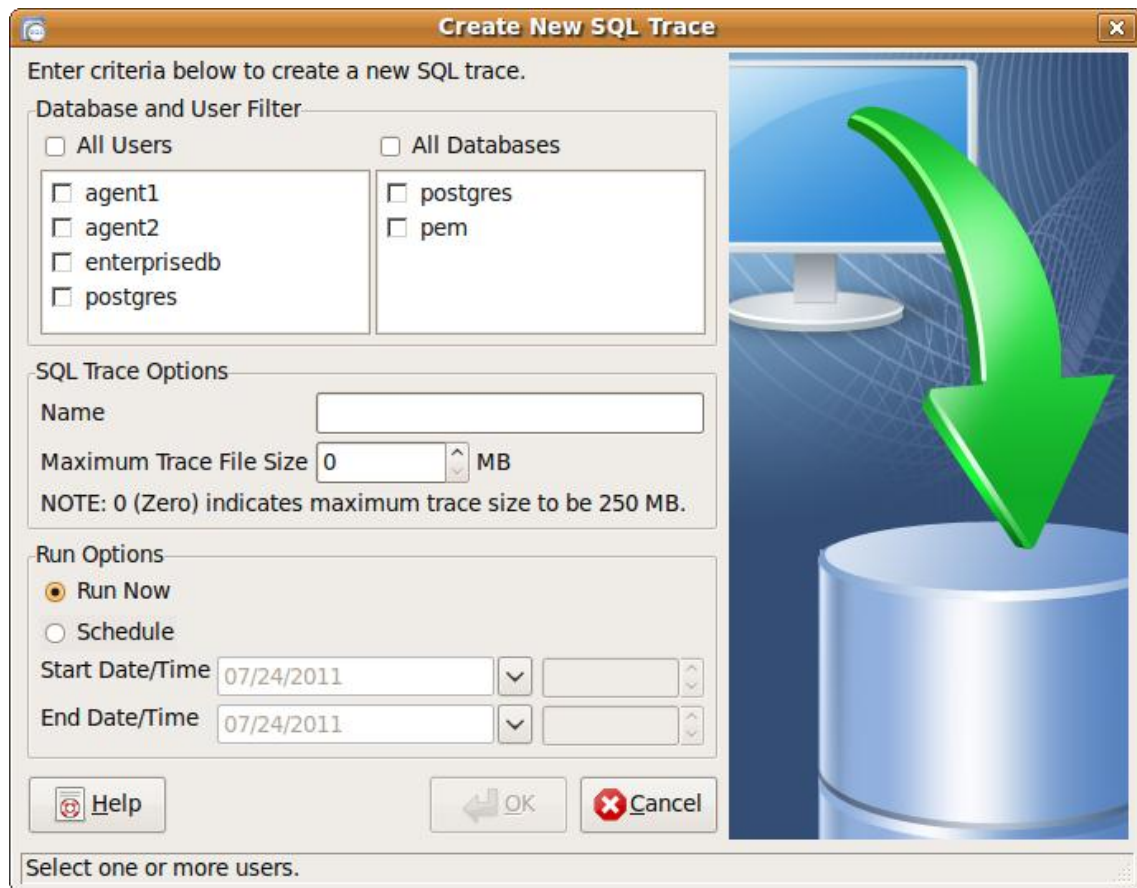 Create New SQL Trace
Enter criteria below to create a new SQL trace.
Database and User Filter
All Users
All Databases
agent1
agent2
enterprisedb
postgres
postgres
pem
SQL Trace Options
Name
Maximum Trace File Size 0 MB
NOTE: 0 (Zero) indicates maximum trace size to be 250 MB.
Run Options
Run Now
Schedule
Start Date/Time 07/24/2011
End Date/Time 07/24/2011
Help OK Cancel
Select one or more users.